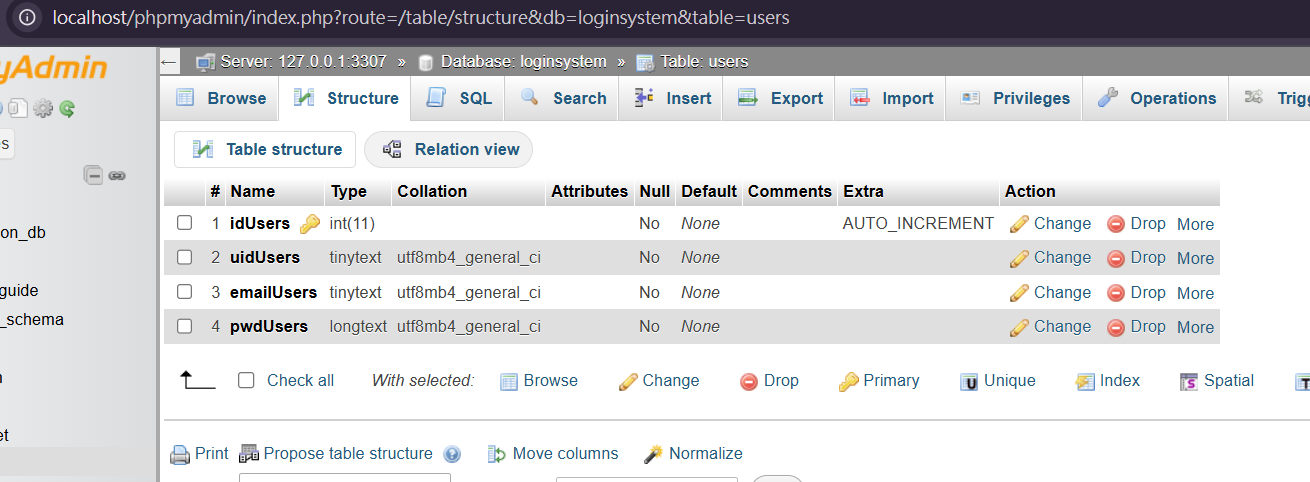 localhost/phpmyadmin/index.php?route=/table/structure&db=loginsystem&table=users
yAdmin
← Server: 127.0.0.1:3307 » Database: loginsystem » Table: users
Browse Structure SQL Search Insert Export Import Privileges Operations Trigg
s
Table structure Relation view
# Name Type Collation Attributes Null Default Comments Extra Action
1 idUsers int(11) No None AUTO_INCREMENT Change Drop More
on_db
2 uidUsers tinytext utf8mb4_general_ci No None Change Drop More
guide
3 emailUsers tinytext utf8mb4_general_ci No None Change Drop More
_schema
4 pwdUsers longtext utf8mb4_general_ci No None Change Drop More
Check all With selected: Browse Change Drop Primary Unique Index Spatial
et
Print Propose table structure Move columns Normalize